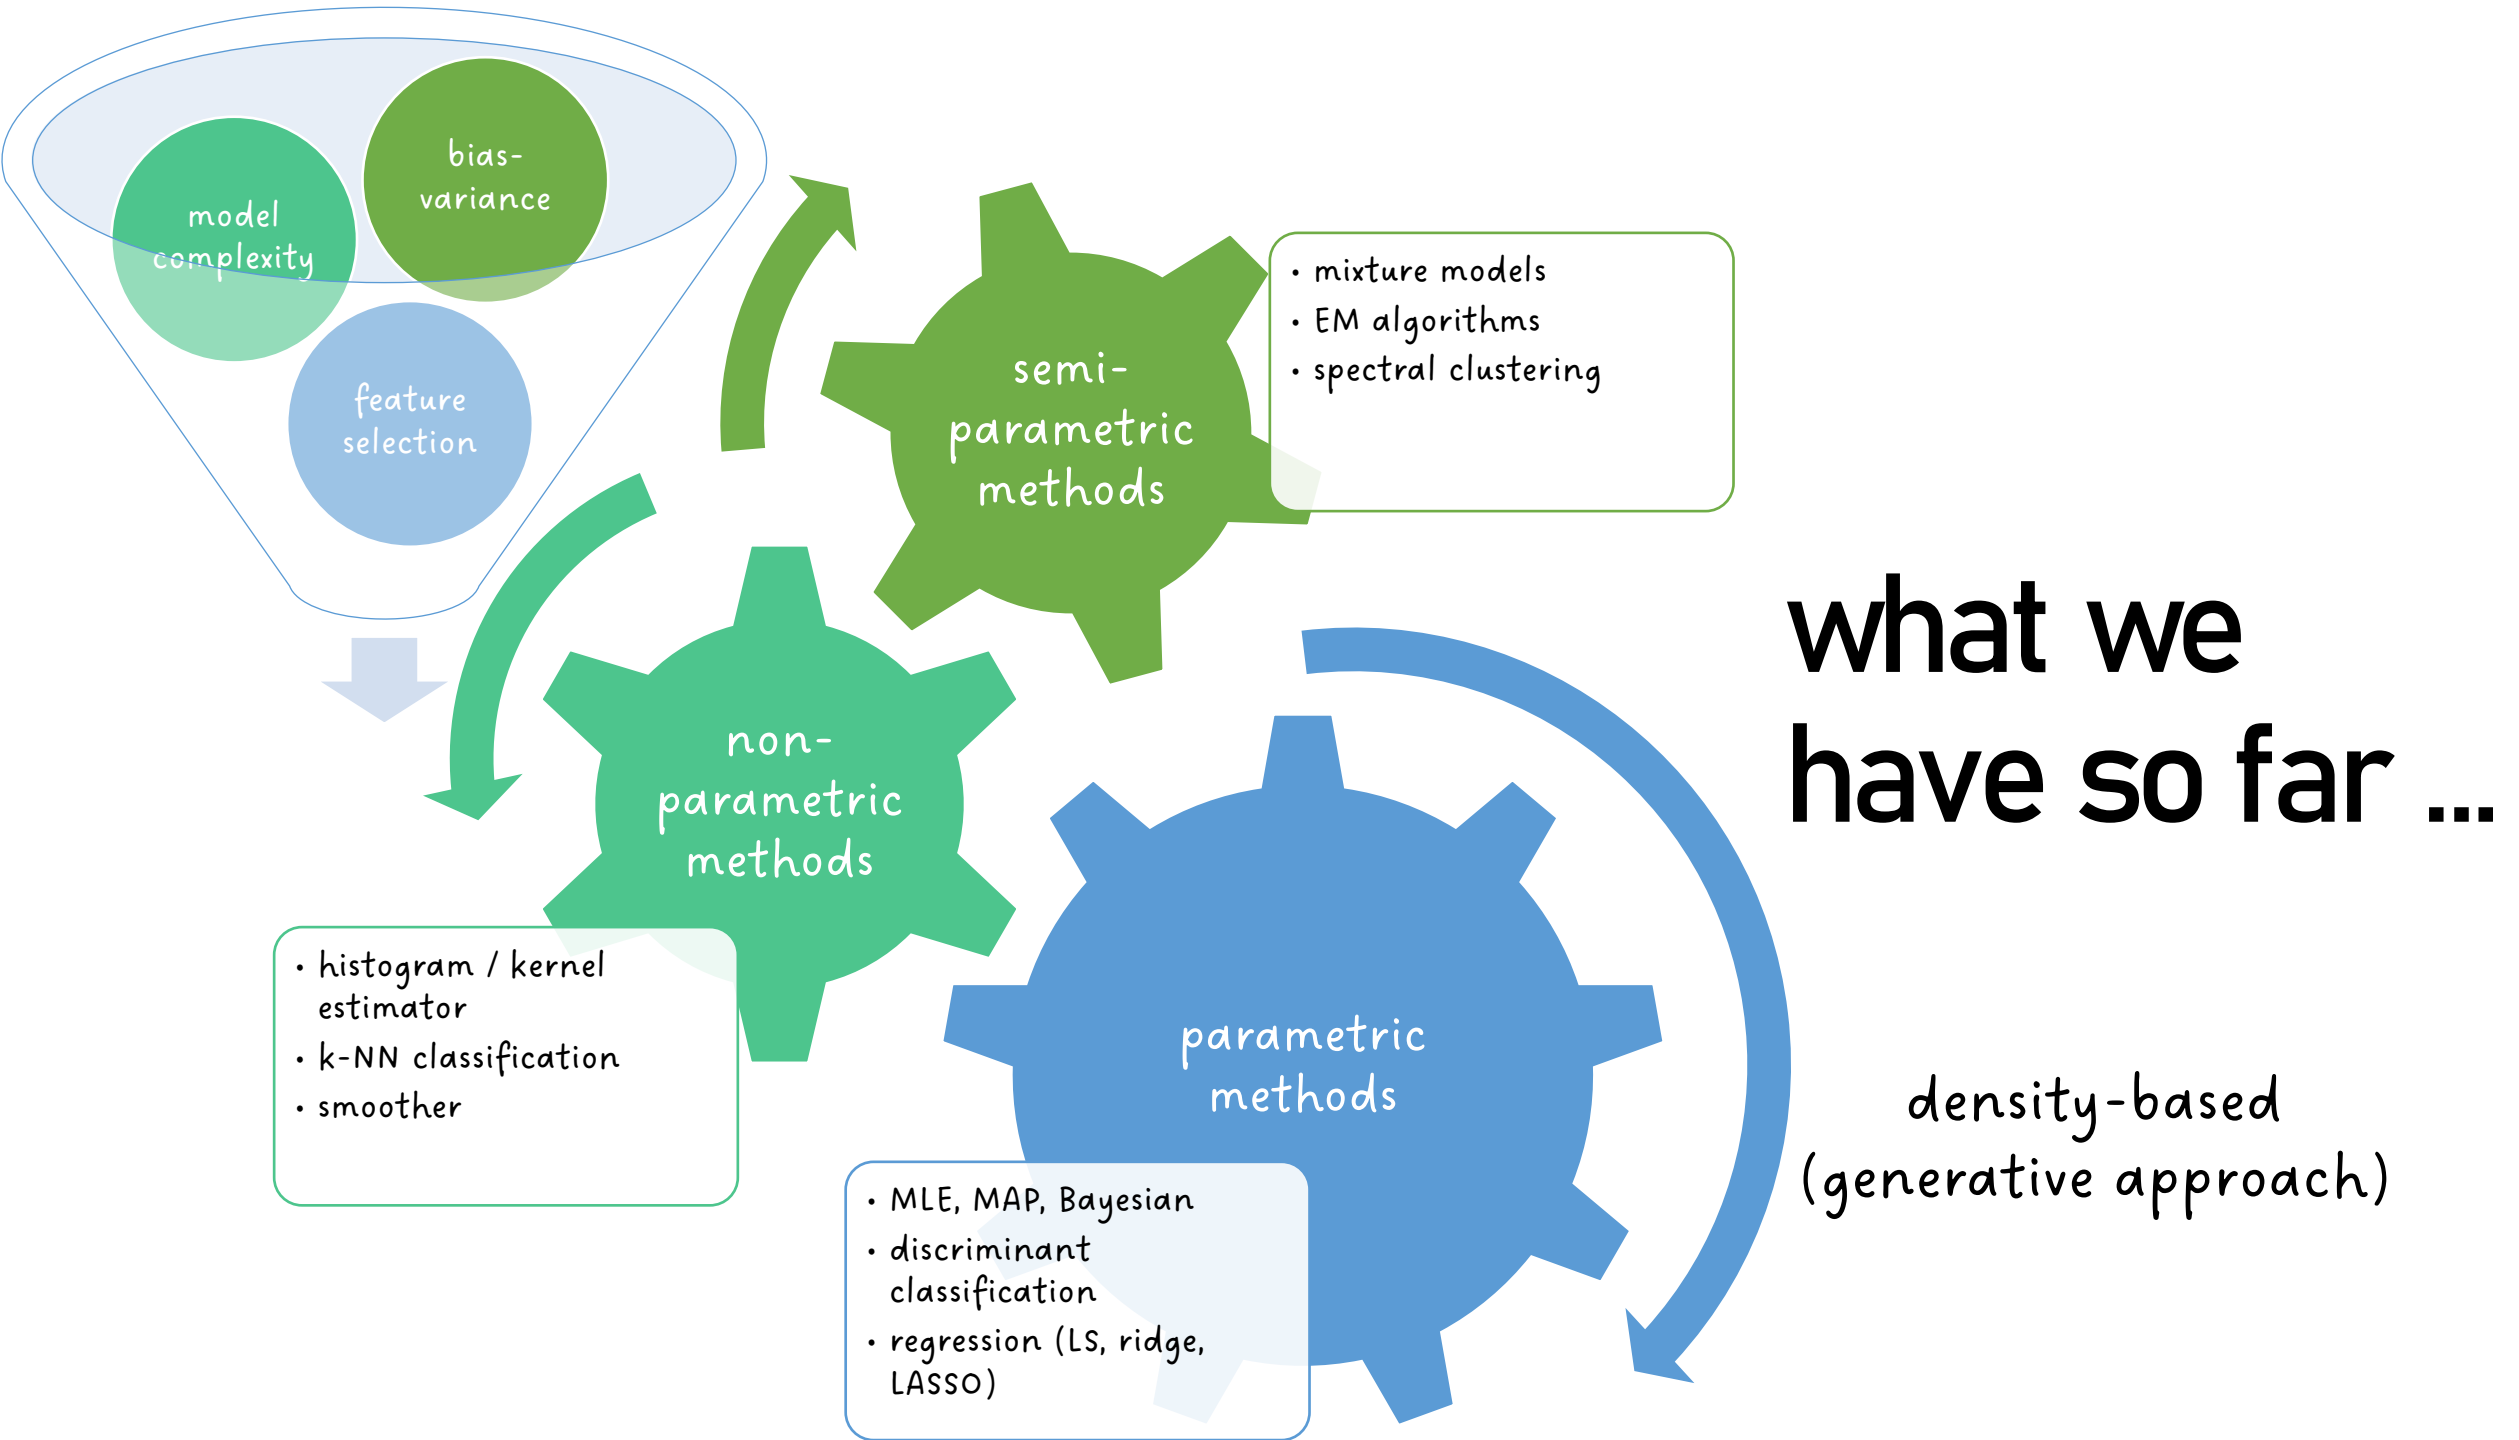 bias-
variance
model
complexity
feature
selection
semi-
parametric
methods
• mixture models
• EM algorithms
• spectral clustering
non-
parametric
methods
• histogram / kernel
estimator
• k-NN classification
• smoother
parametric
methods
• MLE, MAP, Bayesian
• discriminant
classification
• regression (LS, ridge,
LASSO)
what we
have so far ...
density-based
(generative approach)